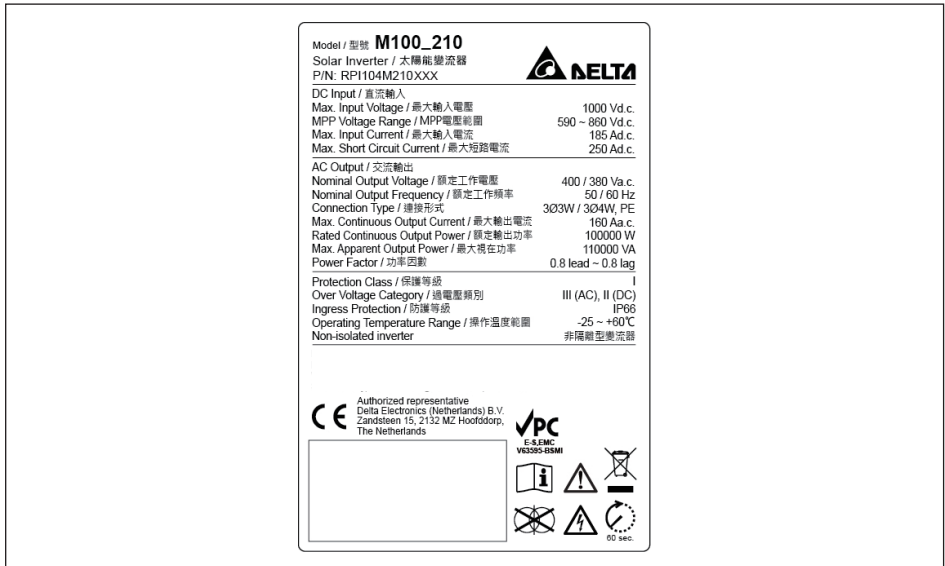 Model / 型號 M100_210
Solar Inverter / 太陽能變流器
P/N: RPI104M210XXX
DELTA
DC Input / 直流輸入
Max. Input Voltage / 最大輸入電壓 1000 Vd.c.
MPP Voltage Range / MPP電壓範圍 590 ~ 860 Vd.c.
Max. Input Current / 最大輸入電流 185 Ad.c.
Max. Short Circuit Current / 最大短路電流 250 Ad.c.
AC Output / 交流輸出
Nominal Output Voltage / 額定工作電壓 400 / 380 Va.c.
Nominal Output Frequency / 額定工作頻率 50 / 60 Hz
Connection Type / 連接形式 3Ø3W / 3Ø4W, PE
Max. Continuous Output Current / 最大輸出電流 160 Aa.c.
Rated Continuous Output Power / 額定輸出功率 100000 W
Max. Apparent Output Power / 最大視在功率 110000 VA
Power Factor / 功率因數 0.8 lead ~ 0.8 lag
Protection Class / 保護等級 I
Over Voltage Category / 過電壓類別 III (AC), II (DC)
Ingress Protection / 防護等級 IP66
Operating Temperature Range / 操作溫度範圍 -25 ~ +60℃
Non-isolated inverter 非隔離型變流器
CE
Authorized representative
Delta Electronics (Netherlands) B.V.
Zandsteen 15, 2132 MZ Hoofddorp,
The Netherlands
VPC
E-S,EMC
V63595-BSMI
i
60 sec.